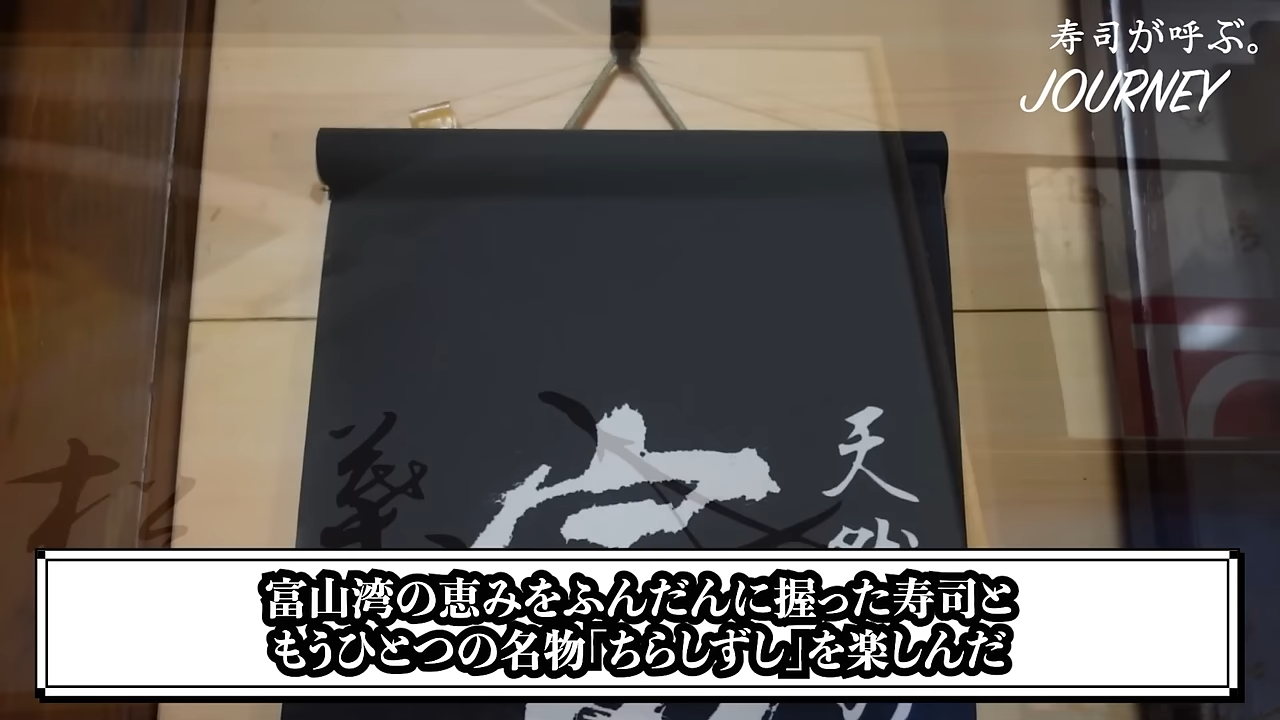 寿司が呼ぶ。
JOURNEY
天
富山湾の恵みをふんだんに握った寿司と
もうひとつの名物「ちらしずし」を楽しんだ